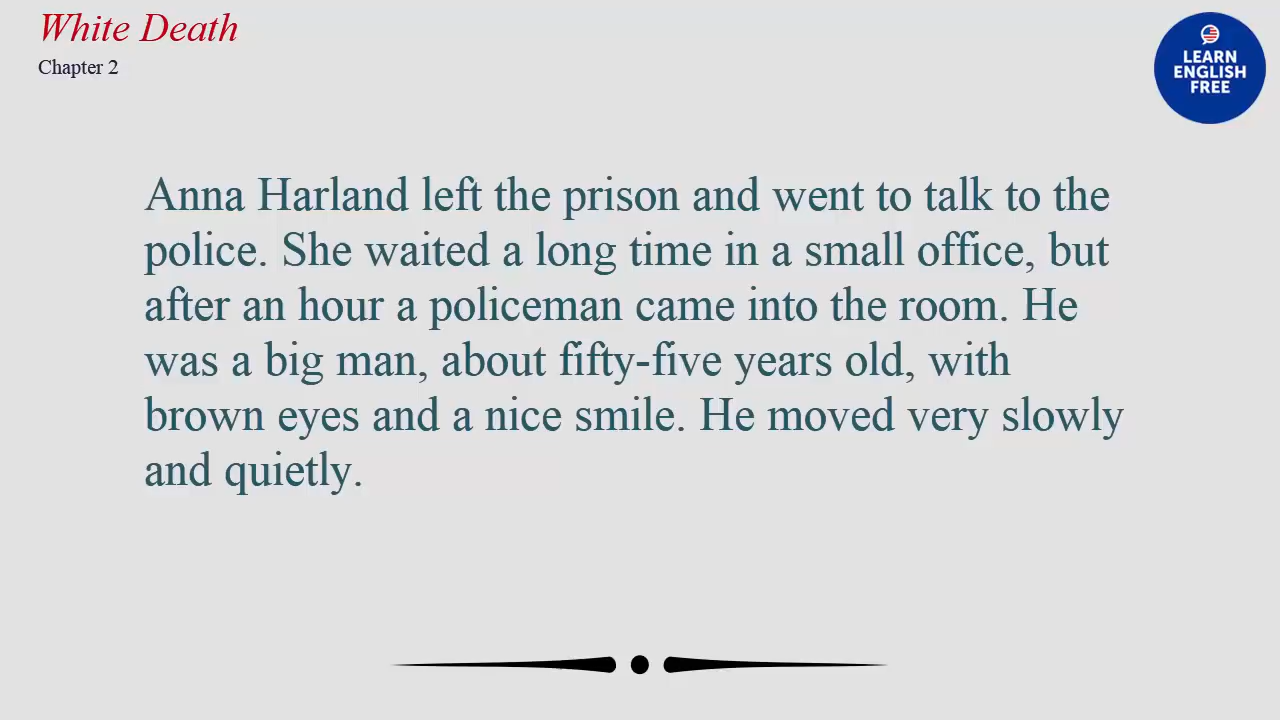 White Death
Chapter 2
LEARN
ENGLISH
FREE
Anna Harland left the prison and went to talk to the
police. She waited a long time in a small office, but
after an hour a policeman came into the room. He
was a big man, about fifty-five years old, with
brown eyes and a nice smile. He moved very slowly
and quietly.